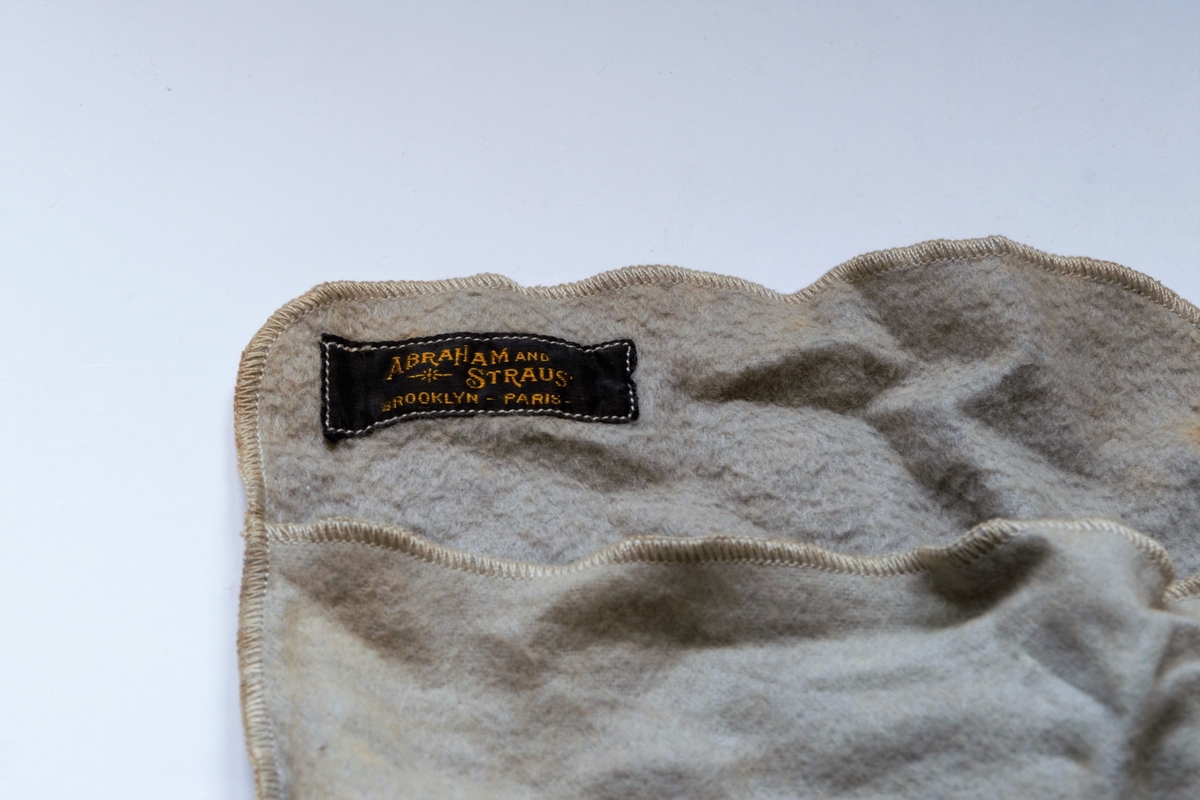 ABRAHAM AND
STRAUS
BROOKLYN - PARIS